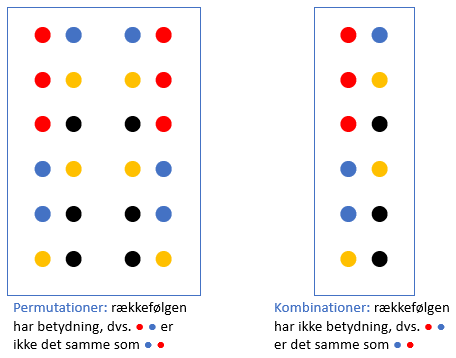 Permutationer: rækkefølgen
har betydning, dvs. er
ikke det samme som
Kombinationer: rækkefølgen
har ikke betydning, dvs.
er det samme som